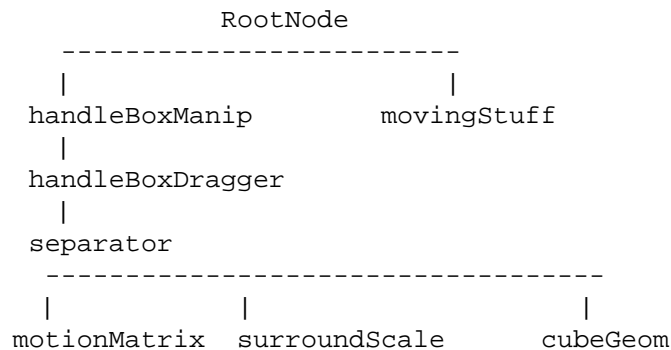 RootNode
-------------------------
| |
handleBoxManip movingStuff
|
handleBoxDragger
|
separator
-----------------------------------
| | |
motionMatrix surroundScale cubeGeom